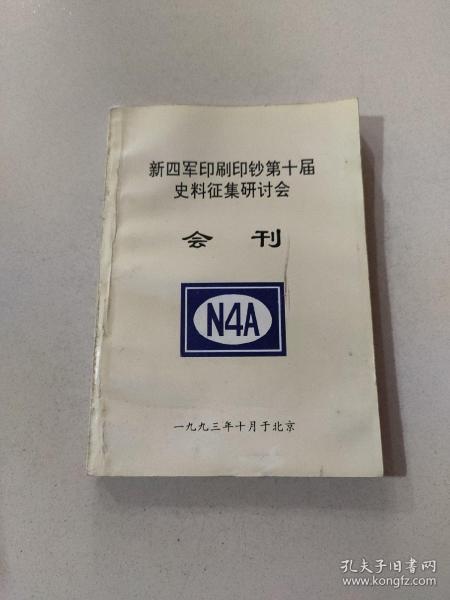 新四军印刷印钞第十届
史料征集研讨会
会刊
N4A
一九九三年十月于北京
孔夫子旧书网
www.kongfz.com